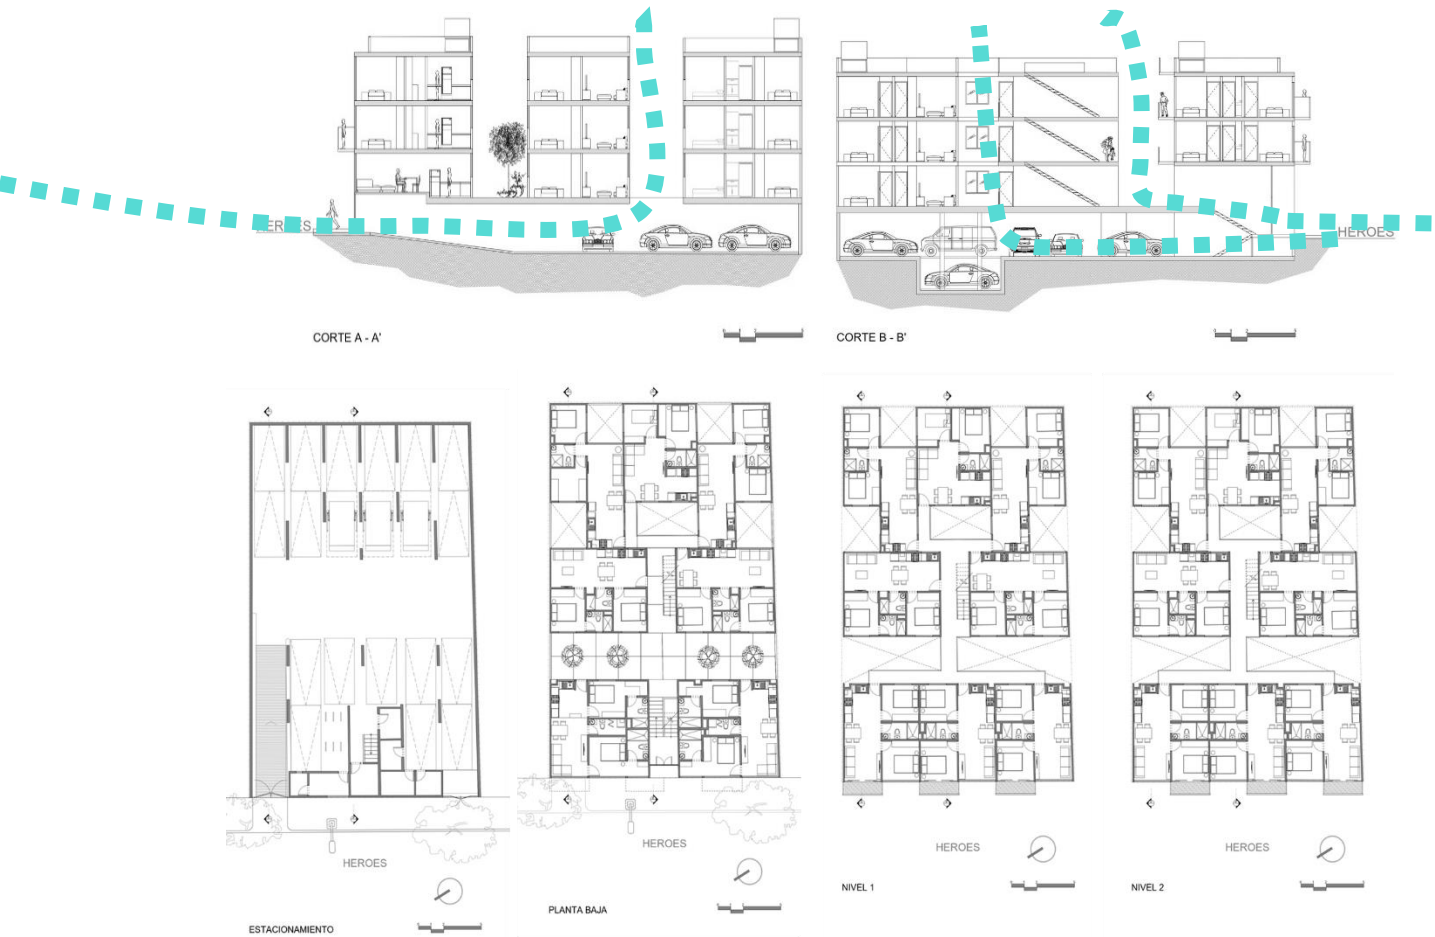 HEROES
HEROES
CORTE A - A'
CORTE B - B'
HEROES
HEROES
HEROES
HEROES
ESTACIONAMIENTO
PLANTA BAJA
NIVEL 1
NIVEL 2